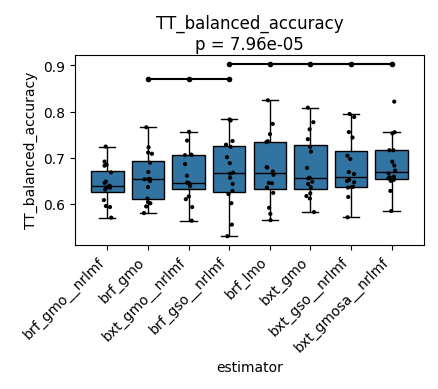 TT_balanced_accuracy
p = 7.96e-05
TT_balanced_accuracy
0.9
0.8
0.7
0.6
brf_gmo__nrlmf
brf_gmo
bxt_gmo__nrlmf
brf_gso__nrlmf
brf_lmo
bxt_gmo
bxt_gso__nrlmf
bxt_gmosa__nrlmf
estimator